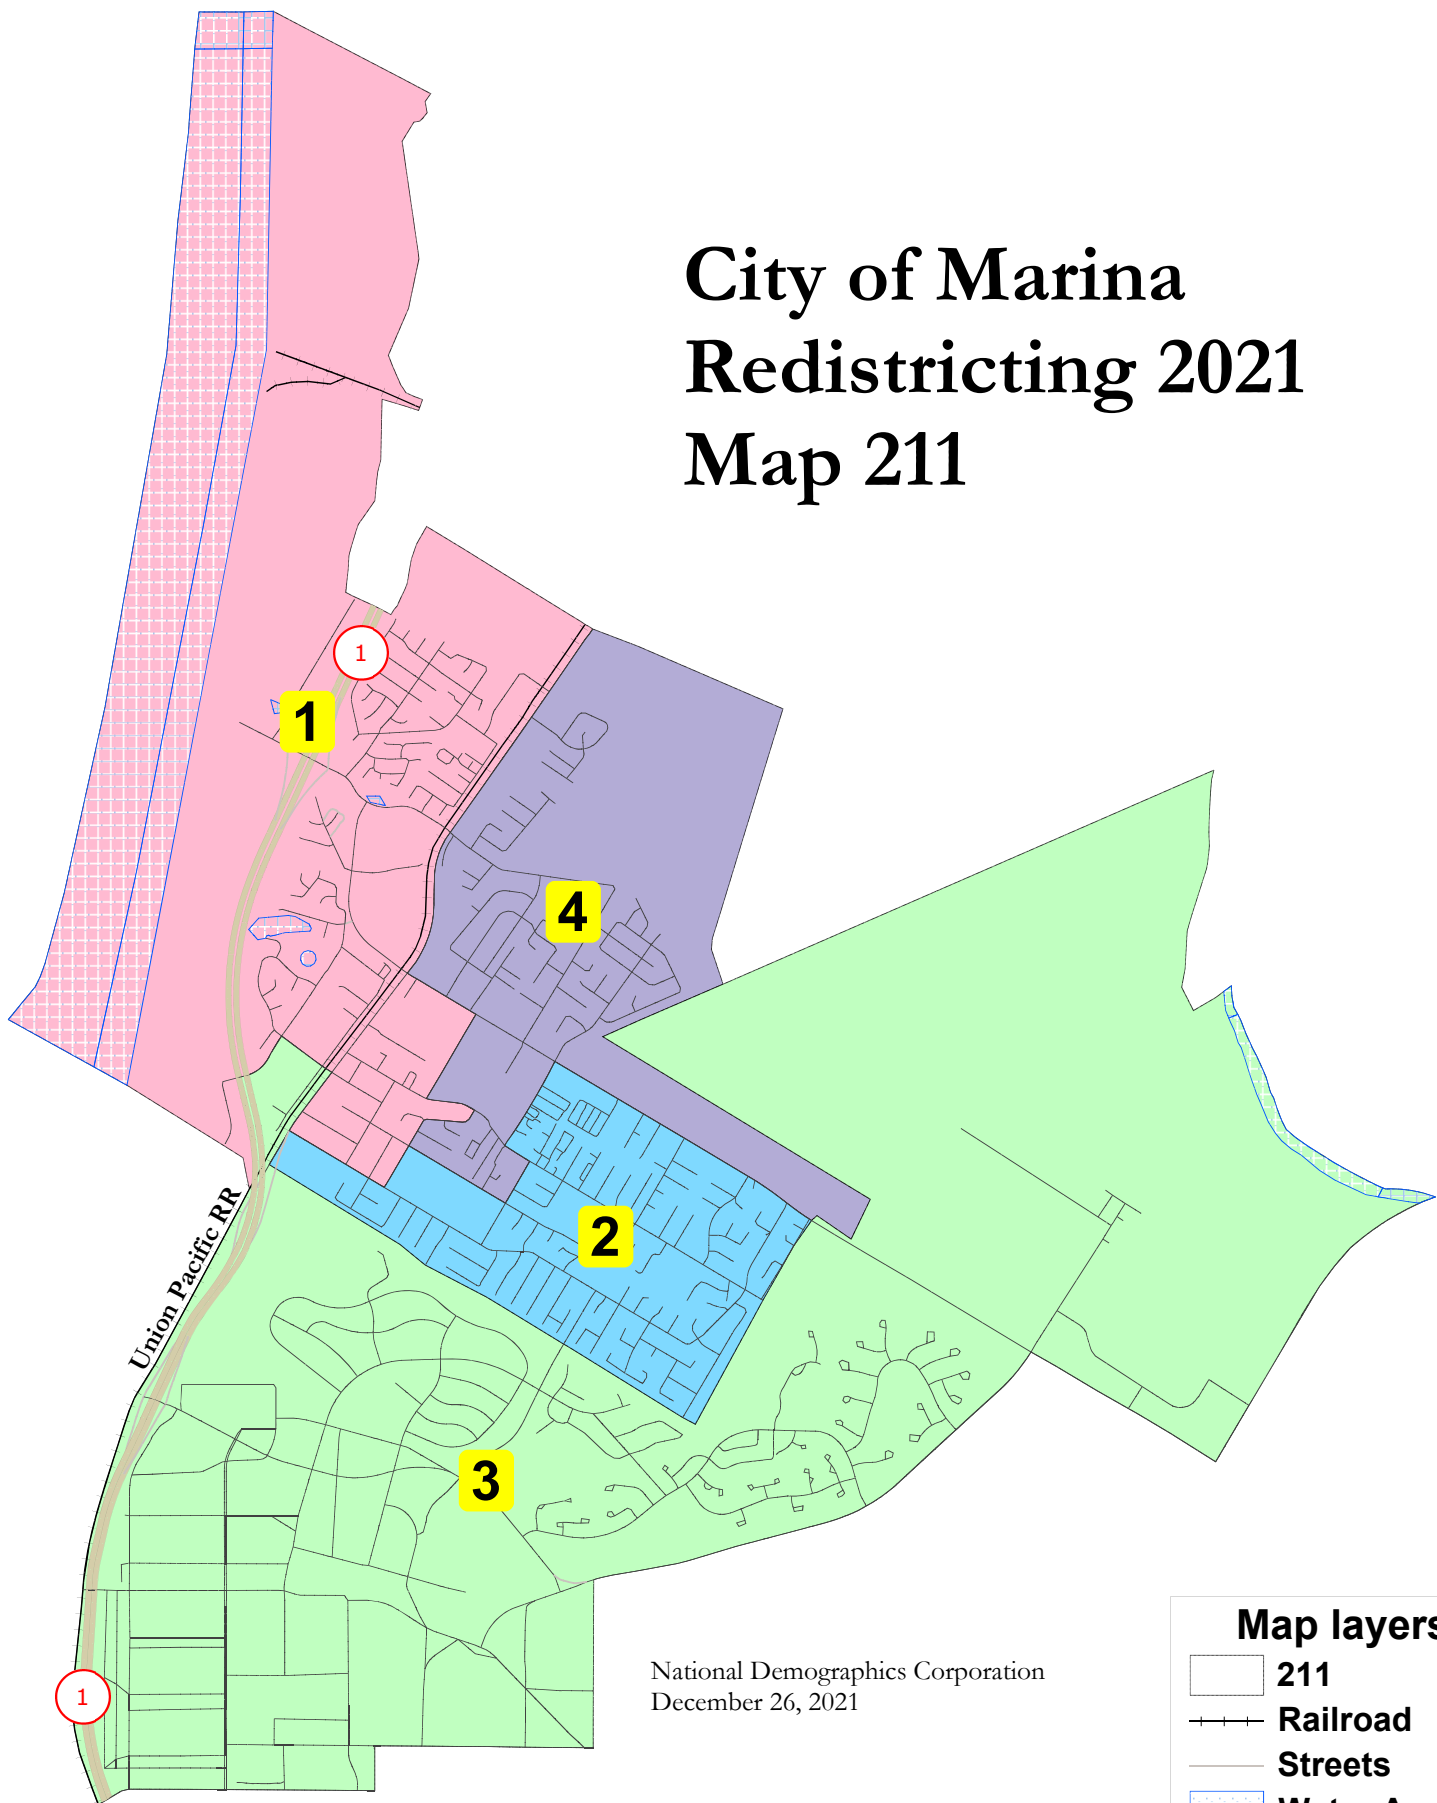 City of Marina
Redistricting 2021
Map 211
1
1
4
2
Union Pacific RR
3
National Demographics Corporation
December 26, 2021
1
Map layers
211
Railroad
Streets